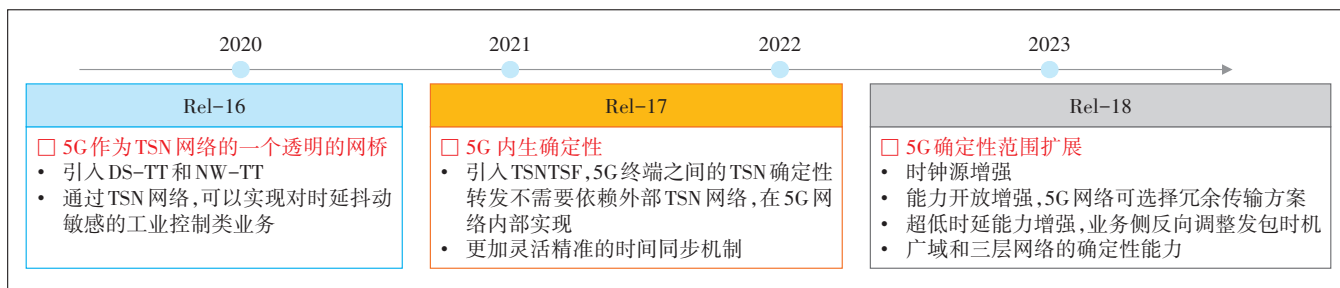 2020
2021
2022
2023
Rel-16
□ 5G作为TSN网络的一个透明的网桥
• 引入DS-TT和NW-TT
• 通过TSN网络,可以实现对时延抖动
敏感的工业控制类业务
Rel-17
□ 5G 内生确定性
• 引入TSNTSF,5G终端之间的TSN确定性
转发不需要依赖外部TSN网络,在5G网
络内部实现
• 更加灵活精准的时间同步机制
Rel-18
□ 5G确定性范围扩展
• 时钟源增强
• 能力开放增强,5G网络可选择冗余传输方案
• 超低时延能力增强,业务侧反向调整发包时机
• 广域和三层网络的确定性能力